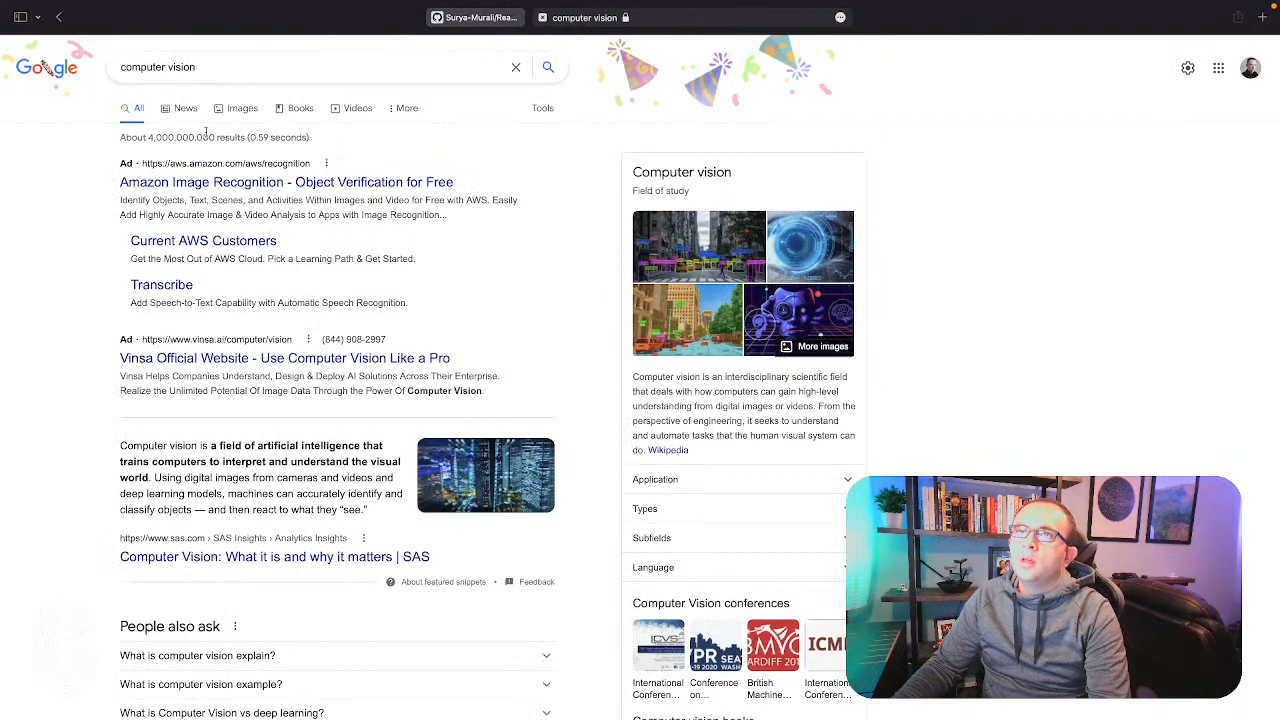 Surya-Murali/Rea...
computer vision
Google
computer vision
All
News
Images
Books
Videos
More
Tools
About 4,000,000,000 results (0.59 seconds)
Ad · https://aws.amazon.com/aws/recognition
Amazon Image Recognition - Object Verification for Free
Identify Objects, Text, Scenes, and Activities Within Images and Video for Free with AWS. Easily
Add Highly Accurate Image & Video Analysis to Apps with Image Recognition...
Current AWS Customers
Get the Most Out of AWS Cloud. Pick a Learning Path & Get Started.
Transcribe
Add Speech-to-Text Capability with Automatic Speech Recognition.
Ad · https://www.vinsa.ai/computer/vision
(844) 908-2997
Vinsa Official Website - Use Computer Vision Like a Pro
Vinsa Helps Companies Understand, Design & Deploy AI Solutions Across Their Enterprise.
Realize the Unlimited Potential Of Image Data Through the Power Of Computer Vision.
Computer vision is a field of artificial intelligence that
trains computers to interpret and understand the visual
world. Using digital images from cameras and videos and
deep learning models, machines can accurately identify and
classify objects — and then react to what they “see.”
https://www.sas.com › SAS Insights › Analytics Insights
Computer Vision: What it is and why it matters | SAS
About featured snippets
•
Feedback
People also ask
What is computer vision explain?
What is computer vision example?
What is Computer Vision vs deep learning?
Computer vision
Field of study
More images
Computer vision is an interdisciplinary scientific field
that deals with how computers can gain high-level
understanding from digital images or videos. From the
perspective of engineering, it seeks to understand
and automate tasks that the human visual system can
do. Wikipedia
Application
Types
Subfields
Language
Computer Vision conferences
ICVS
VPR SEA
-19 2020 WASH
BMVC
CARDIFF 201
ICM
International
Conferen...
Conference
on...
British
Machine...
Internation...
Conferen...